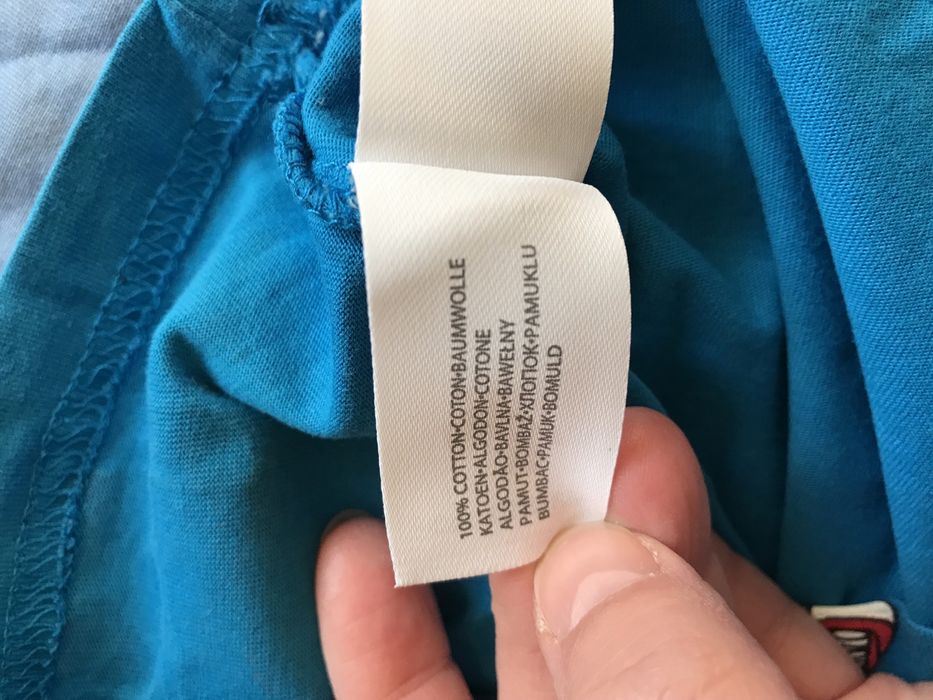 100% COTTON•COTON•BAUMWOLLE
KATOEN•ALGODON•COTONE
ALGODÃO•BAVLNA•BAWEŁNY
PAMUT•BOMBAŽ•ХЛОПОК•PAMUKLU
BUMBAC•PAMUK•BOMULD